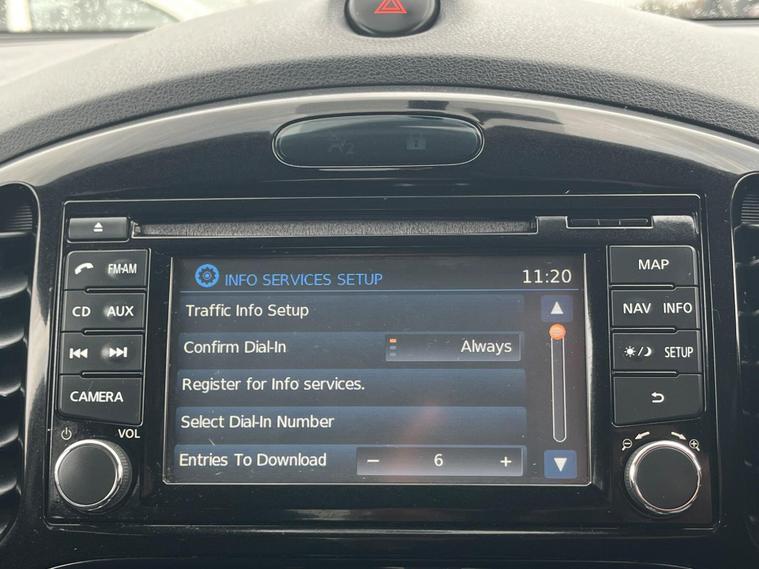 INFO SERVICES SETUP 11:20
Traffic Info Setup
Confirm Dial-In Always
Register for Info services.
Select Dial-In Number
Entries To Download − 6 +
FM·AM
CD AUX
CAMERA
VOL
MAP
NAV INFO
SETUP